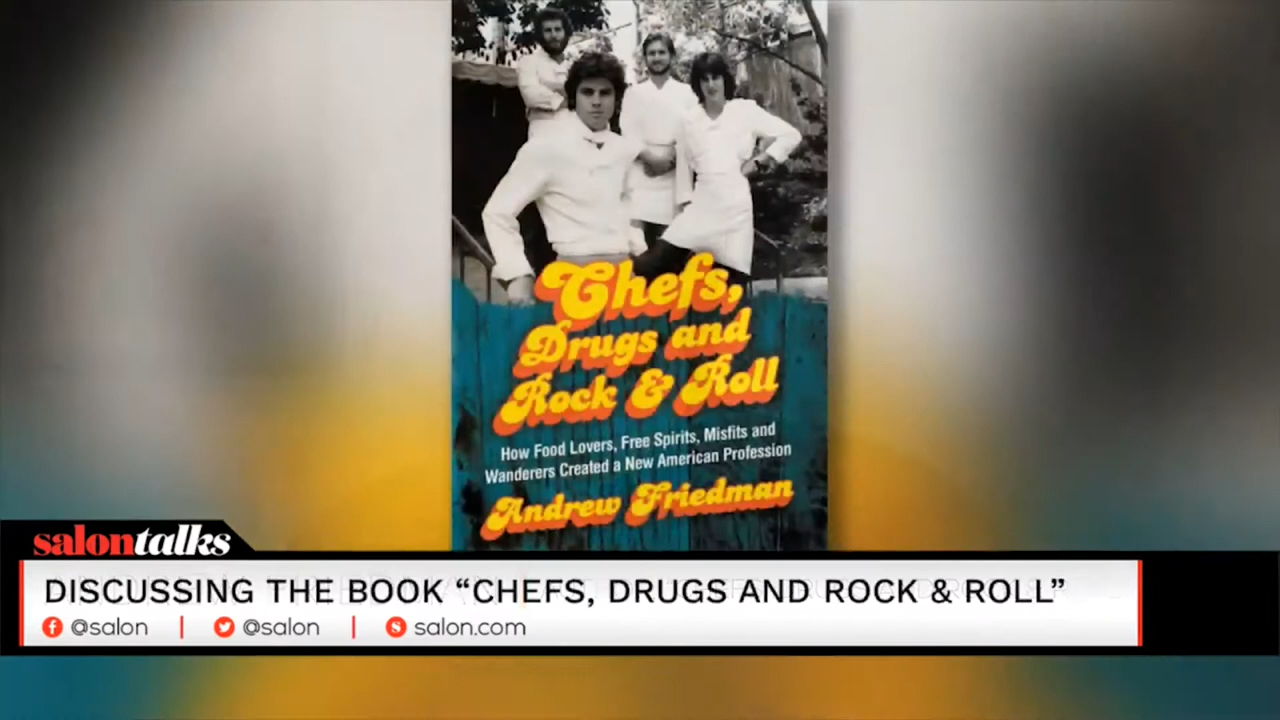 Chefs,
Drugs and
Rock & Roll
How Food Lovers, Free Spirits, Misfits and
Wanderers Created a New American Profession
Andrew Friedman
salontalks
DISCUSSING THE BOOK “CHEFS, DRUGS AND ROCK & ROLL”
@salon | @salon | salon.com